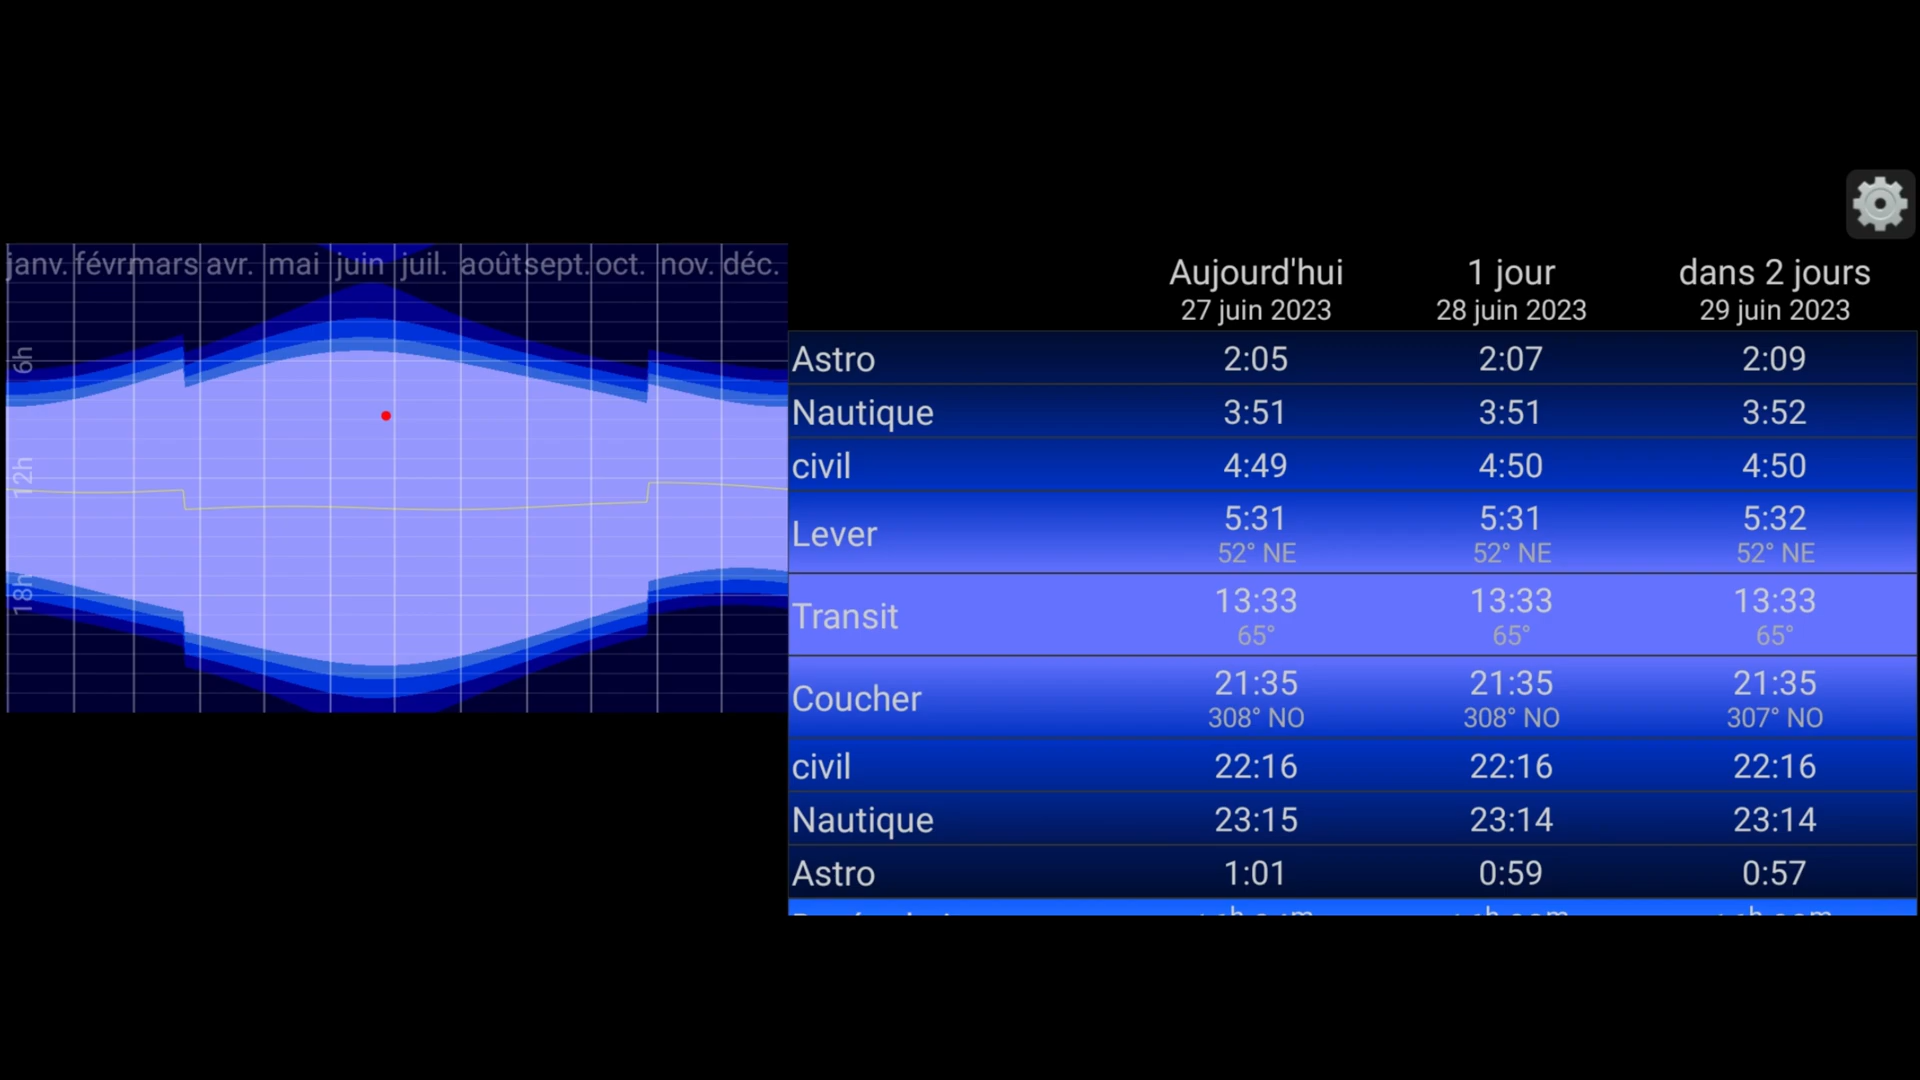 janv. févr. mars avr. mai juin juil. août sept. oct. nov. déc.
6h
12h
18h
Aujourd'hui 1 jour dans 2 jours
27 juin 2023 28 juin 2023 29 juin 2023
Astro 2:05 2:07 2:09
Nautique 3:51 3:51 3:52
civil 4:49 4:50 4:50
Lever 5:31 5:31 5:32
52° NE 52° NE 52° NE
Transit 13:33 13:33 13:33
65° 65° 65°
Coucher 21:35 21:35 21:35
308° NO 308° NO 307° NO
civil 22:16 22:16 22:16
Nautique 23:15 23:14 23:14
Astro 1:01 0:59 0:57